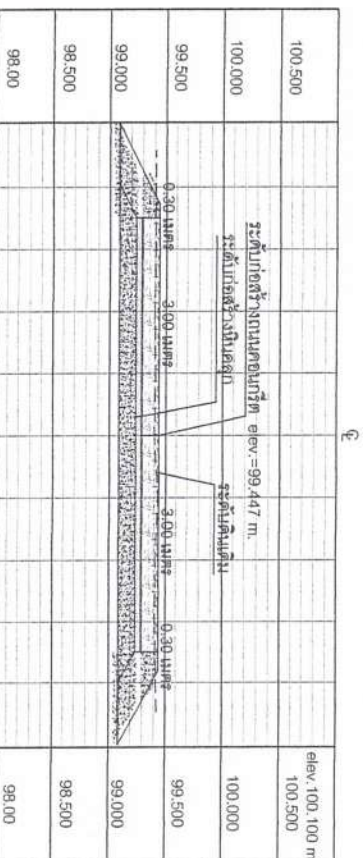 ℄
elev.100.100 m
100.500 100.500
ระดับก่อสร้างถนนคอนกรีต eev.=99.447 m.
100.000 100.000
ระดับก่อสร้างหินคลุก ระดับดินเดิม
99.500 99.500
0.30 เมตร 3.00 เมตร 3.00 เมตร 0.30 เมตร
99.000 99.000
98.500 98.500
98.00 98.00